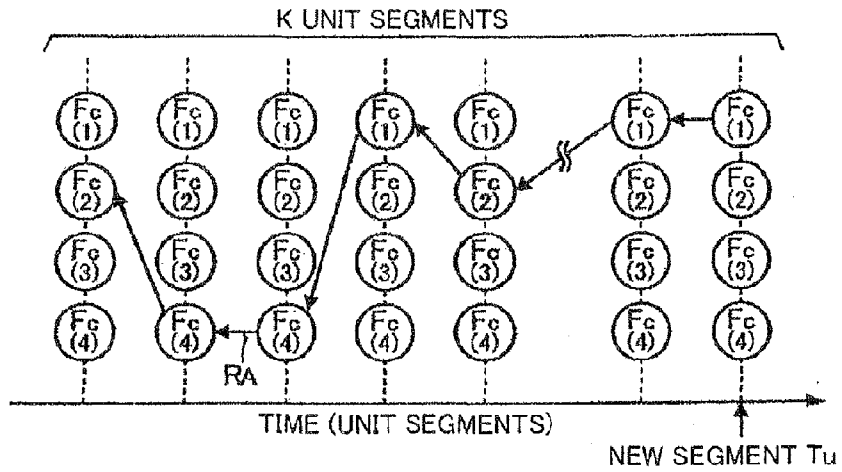 K UNIT SEGMENTS
Fc Fc Fc Fc Fc Fc Fc
(1) (1) (1) (1) (1) (1) (1)
Fc Fc Fc Fc Fc Fc Fc
(2) (2) (2) (2) (2) (2) (2)
Fc Fc Fc Fc Fc Fc Fc
(3) (3) (3) (3) (3) (3) (3)
Fc Fc Fc Fc Fc Fc Fc
(4) (4) (4) (4) (4) (4) (4)
RA
TIME (UNIT SEGMENTS)
NEW SEGMENT Tu